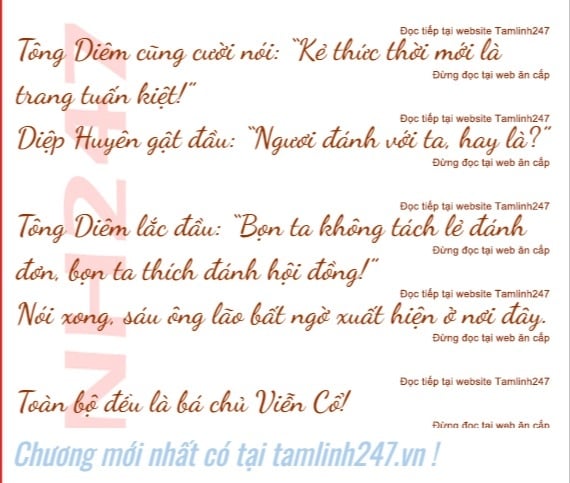 Đọc tiếp tại website Tamlinh247
Tông Diêm cũng cười nói: “Kẻ thức thời mới là
Đừng đọc tại web ăn cắp
trang tuấn kiệt!”
Đọc tiếp tại website Tamlinh247
Diệp Huyên gật đầu: “Ngươi đánh với ta, hay là?”
Đừng đọc tại web ăn cắp
Đọc tiếp tại website Tamlinh247
Tông Diêm lắc đầu: “Bọn ta không tách lẻ đánh
Đừng đọc tại web ăn cắp
đơn, bọn ta thích đánh hội đồng!”
Đọc tiếp tại website Tamlinh247
Nói xong, sáu ông lão bất ngờ xuất hiện ở nơi đây.
Đừng đọc tại web ăn cắp
Đọc tiếp tại website Tamlinh247
Toàn bộ đều là bá chủ Viễn Cổ!
Đừng đọc tại web ăn cắp
NH247
Chương mới nhất có tại tamlinh247.vn !